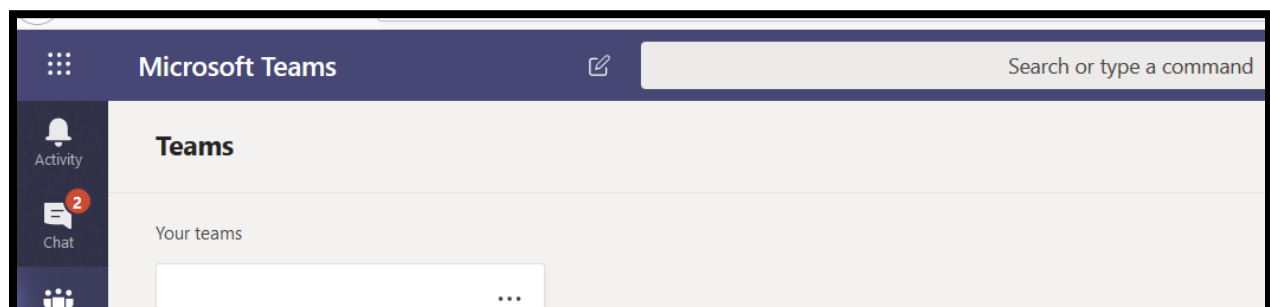 Microsoft Teams
Search or type a command
Activity
Teams
2
Chat
Your teams